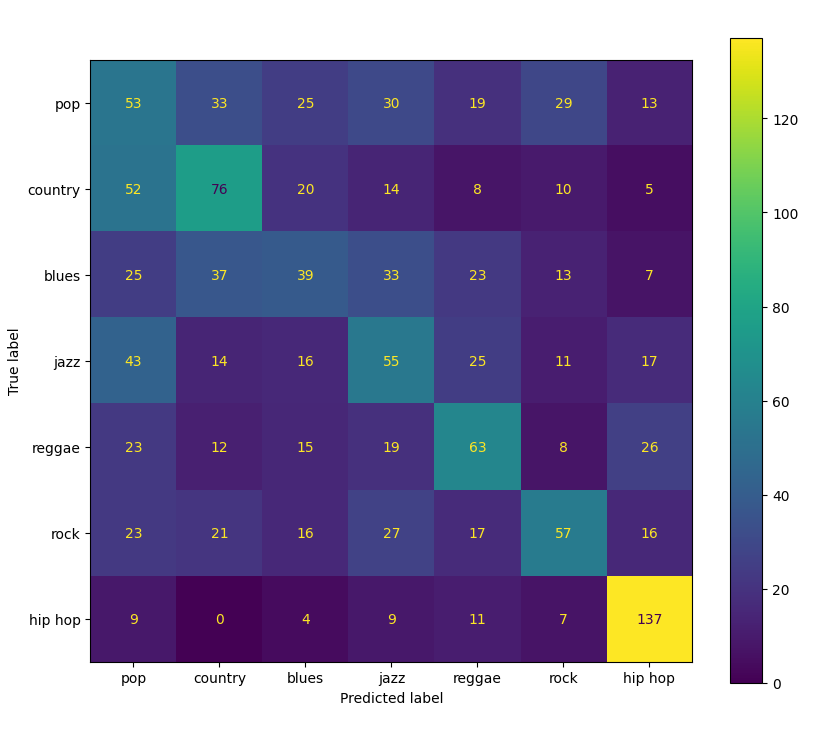 pop 53 33 25 30 19 29 13
country 52 76 20 14 8 10 5
blues 25 37 39 33 23 13 7
jazz 43 14 16 55 25 11 17
reggae 23 12 15 19 63 8 26
rock 23 21 16 27 17 57 16
hip hop 9 0 4 9 11 7 137
True label
pop country blues jazz reggae rock hip hop
Predicted label
120
100
80
60
40
20
0